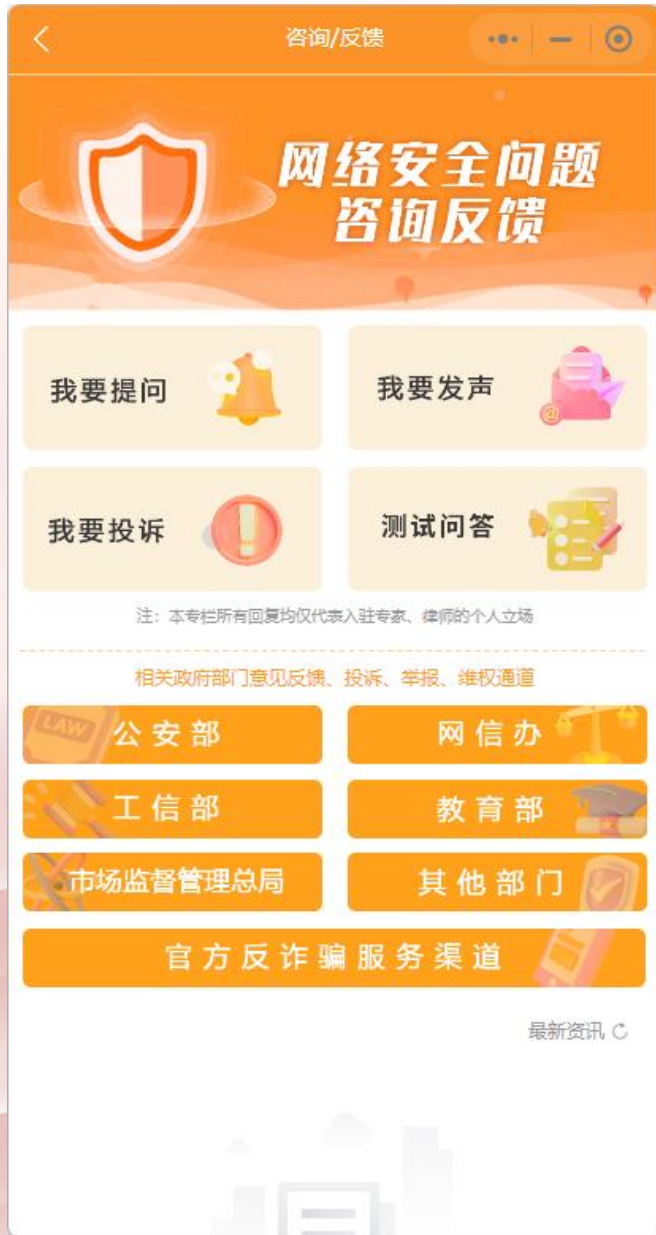 咨询/反馈
网络安全问题
咨询反馈
我要提问
我要发声
@
我要投诉
测试问答
注：本专栏所有回复均仅代表入驻专家、律师的个人立场
相关政府部门意见反馈、投诉、举报、维权通道
LAW
公安部
网信办
工信部
教育部
市场监督管理总局
其他部门
官方反诈骗服务渠道
最新资讯